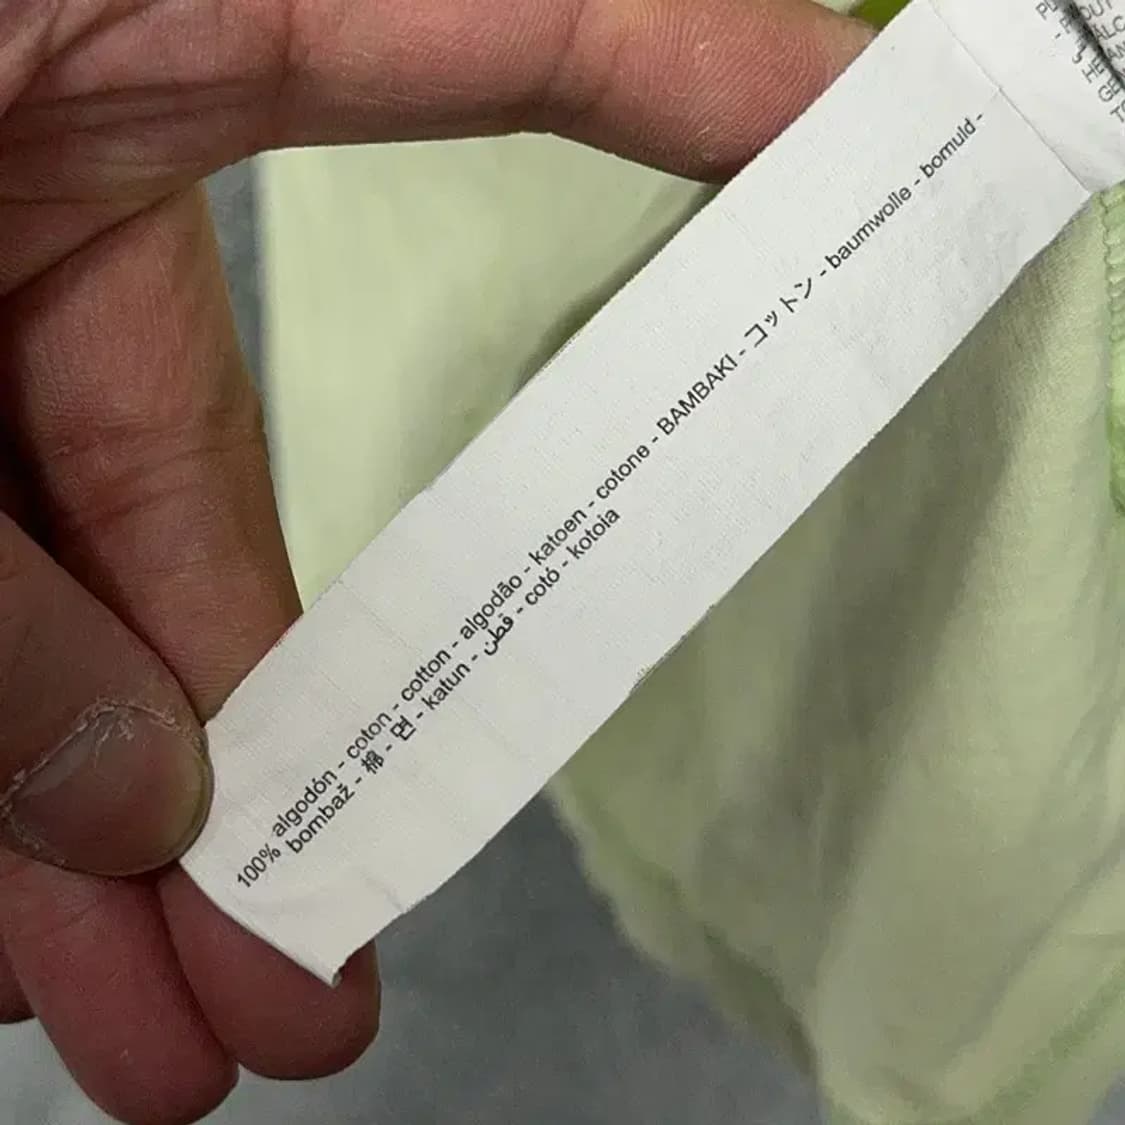 100% algodón - coton - cotton - algodão - katoen - cotone - BAMBAKI - コットン - baumwolle - bomuld -
bombaž - 棉 - 면 - katun - قطن - cotó - kotoia